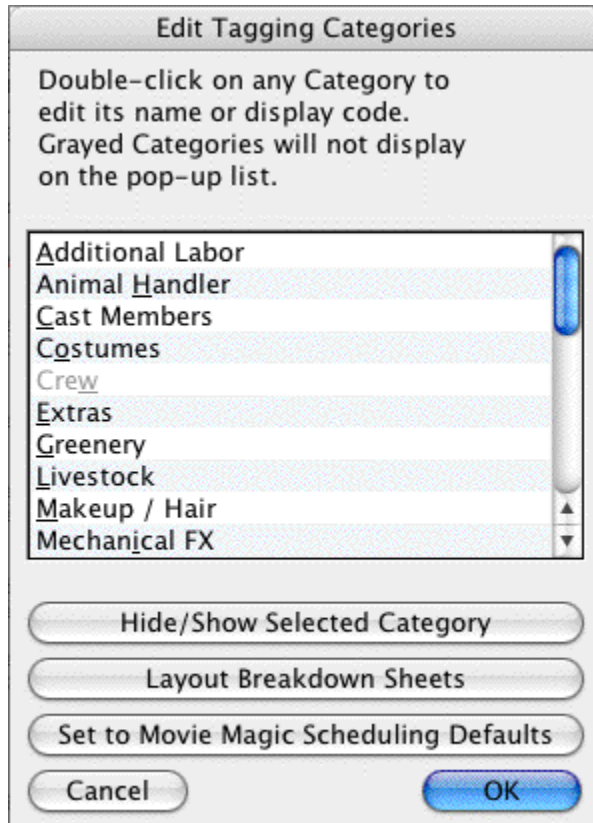 Edit Tagging Categories
Double-click on any Category to
edit its name or display code.
Grayed Categories will not display
on the pop-up list.
Additional Labor
Animal Handler
Cast Members
Costumes
Crew
Extras
Greenery
Livestock
Makeup / Hair
Mechanical FX
Hide/Show Selected Category
Layout Breakdown Sheets
Set to Movie Magic Scheduling Defaults
Cancel
OK